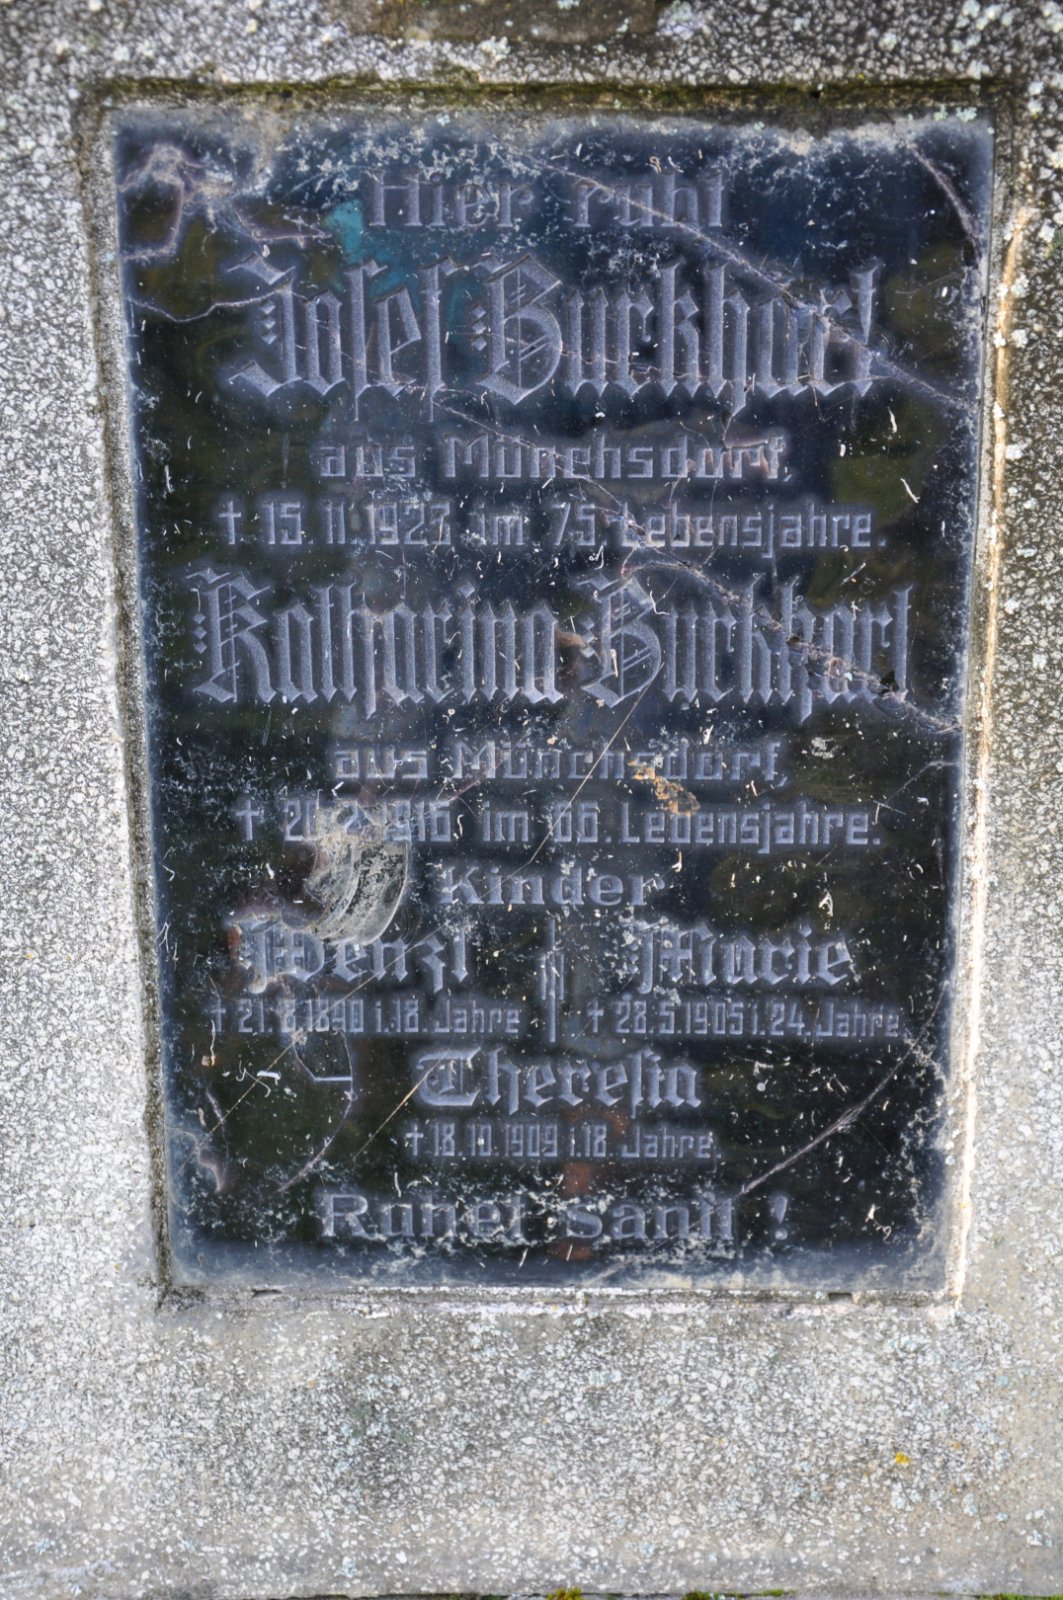 Hier ruht
Josef Burkhart
aus Münchsdorf,
† 15.11.1923 im 75. Lebensjahre.
Katharina Burkhart
aus Münchsdorf,
† 2.1916 im 66. Lebensjahre.
Kinder
Wenzl Marie
† 21.8.1890 i. 18. Jahre † 28.5.1905 i. 24. Jahre
Theresia
† 18.10.1909 i. 18. Jahre.
Ruhet sanft !